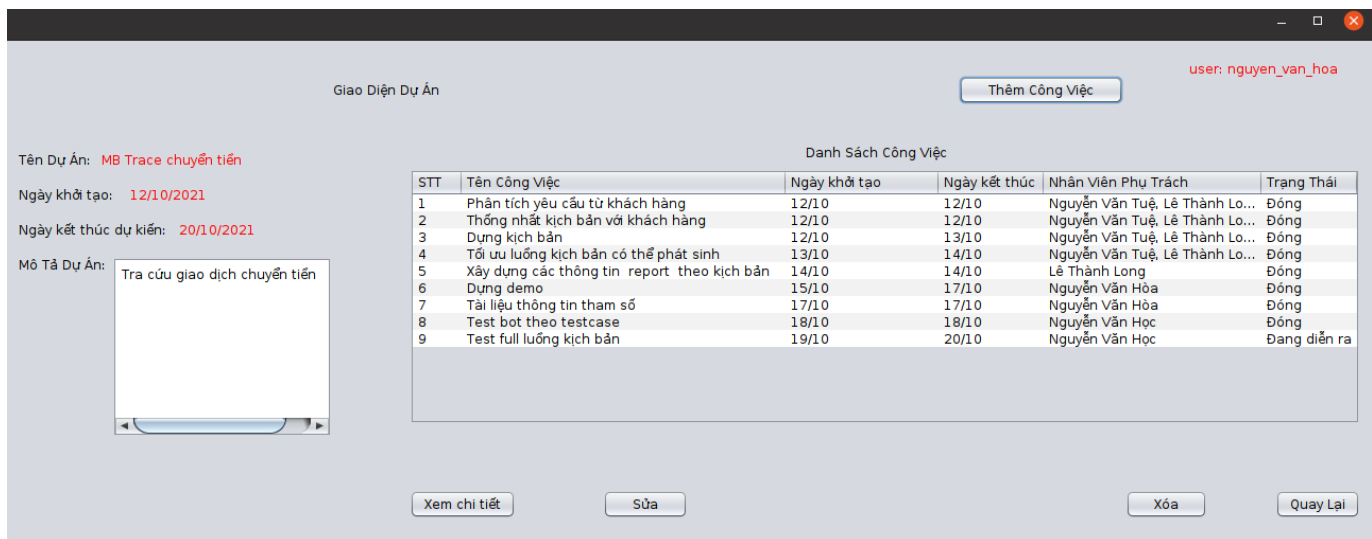 user: nguyen_van_hoa
Giao Diện Dự Án
Thêm Công Việc
Tên Dự Án: MB Trace chuyển tiền
Ngày khởi tạo: 12/10/2021
Ngày kết thúc dự kiến: 20/10/2021
Mô Tả Dự Án:
Tra cứu giao dịch chuyển tiền
Danh Sách Công Việc
STT Tên Công Việc Ngày khởi tạo Ngày kết thúc Nhân Viên Phụ Trách Trạng Thái
1 Phân tích yêu cầu từ khách hàng 12/10 12/10 Nguyễn Văn Tuệ, Lê Thành Lo... Đóng
2 Thống nhất kịch bản với khách hàng 12/10 12/10 Nguyễn Văn Tuệ, Lê Thành Lo... Đóng
3 Dựng kịch bản 12/10 13/10 Nguyễn Văn Tuệ, Lê Thành Lo... Đóng
4 Tối ưu luồng kịch bản có thể phát sinh 13/10 14/10 Nguyễn Văn Tuệ, Lê Thành Lo... Đóng
5 Xây dựng các thông tin report theo kịch bản 14/10 14/10 Lê Thành Long Đóng
6 Dựng demo 15/10 17/10 Nguyễn Văn Hòa Đóng
7 Tài liệu thông tin tham số 17/10 17/10 Nguyễn Văn Hòa Đóng
8 Test bot theo testcase 18/10 18/10 Nguyễn Văn Học Đóng
9 Test full luồng kịch bản 19/10 20/10 Nguyễn Văn Học Đang diễn ra
Xem chi tiết
Sửa
Xóa
Quay Lại